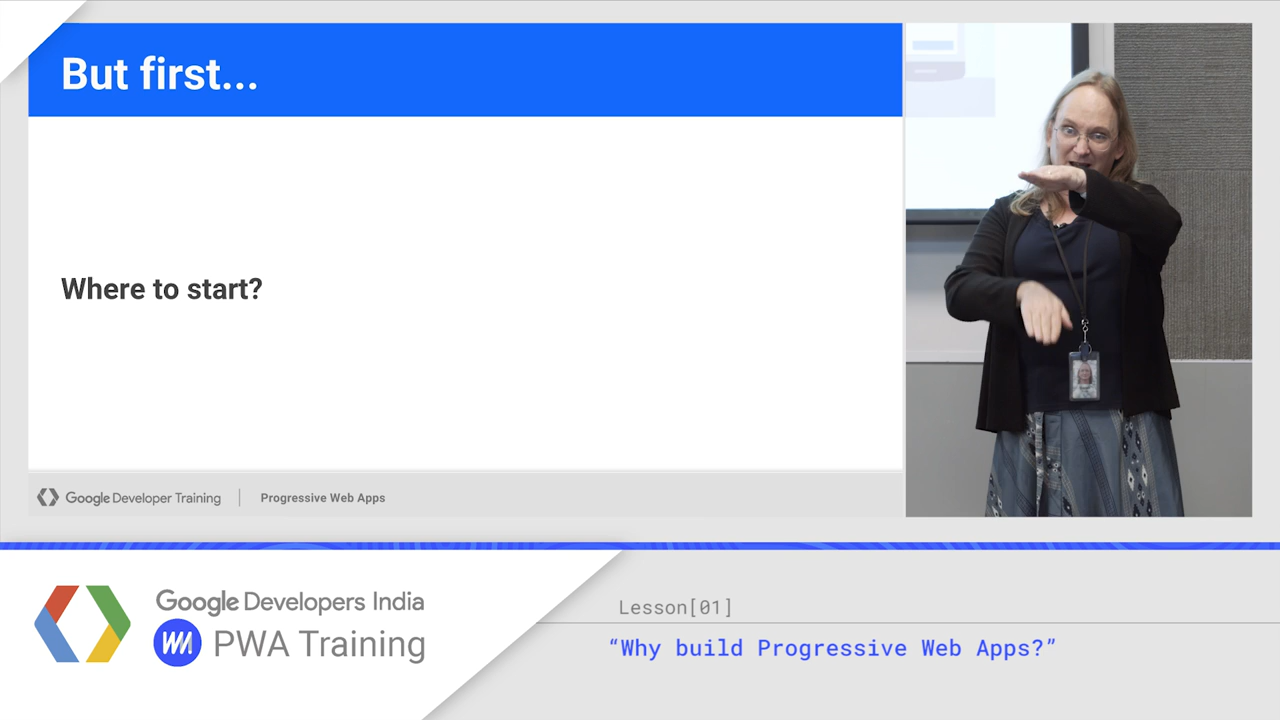 But first...
Where to start?
Google Developer Training
Progressive Web Apps
Google Developers India
PWA Training
Lesson[01]
“Why build Progressive Web Apps?”